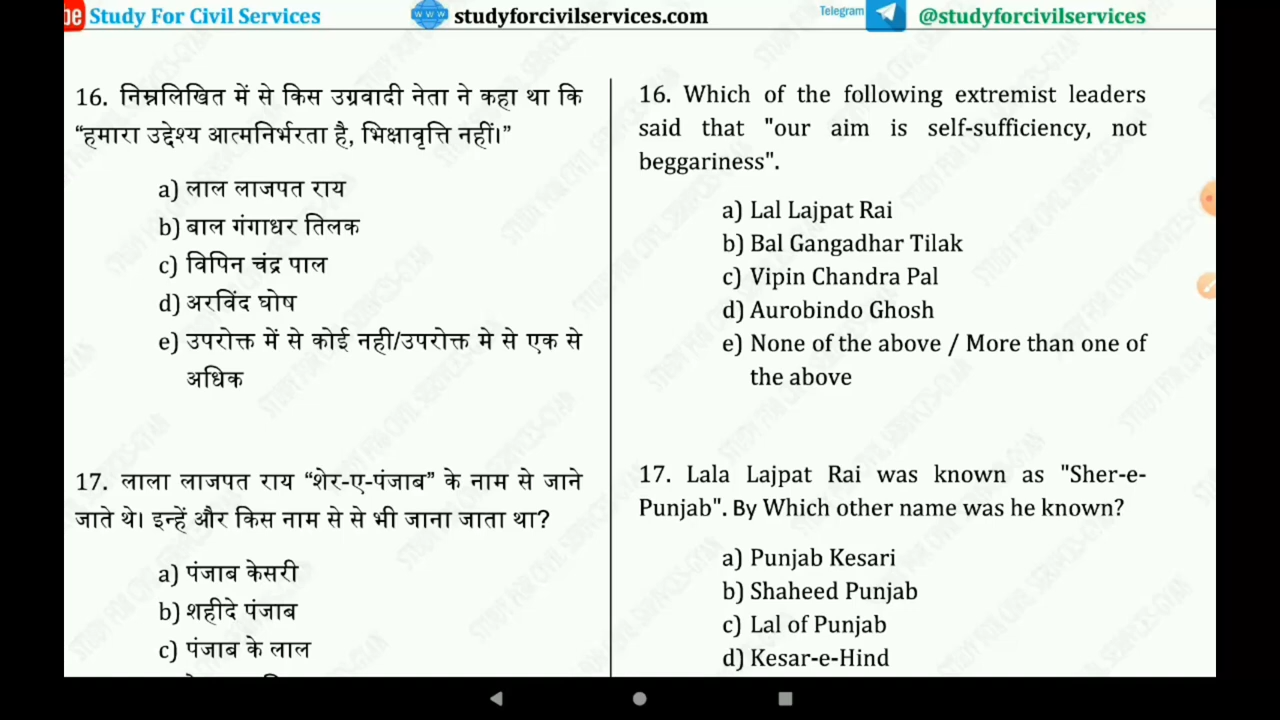 be Study For Civil Services
www studyforcivilservices.com
Telegram @studyforcivilservices
16. निम्नलिखित में से किस उग्रवादी नेता ने कहा था कि
“हमारा उद्देश्य आत्मनिर्भरता है, भिक्षावृत्ति नहीं।”
a) लाल लाजपत राय
b) बाल गंगाधर तिलक
c) विपिन चंद्र पाल
d) अरविंद घोष
e) उपरोक्त में से कोई नही/उपरोक्त मे से एक से
अधिक
17. लाला लाजपत राय “शेर-ए-पंजाब” के नाम से जाने
जाते थे। इन्हें और किस नाम से से भी जाना जाता था?
a) पंजाब केसरी
b) शहीदे पंजाब
c) पंजाब के लाल
16. Which of the following extremist leaders
said that "our aim is self-sufficiency, not
beggariness".
a) Lal Lajpat Rai
b) Bal Gangadhar Tilak
c) Vipin Chandra Pal
d) Aurobindo Ghosh
e) None of the above / More than one of
the above
17. Lala Lajpat Rai was known as "Sher-e-
Punjab". By Which other name was he known?
a) Punjab Kesari
b) Shaheed Punjab
c) Lal of Punjab
d) Kesar-e-Hind